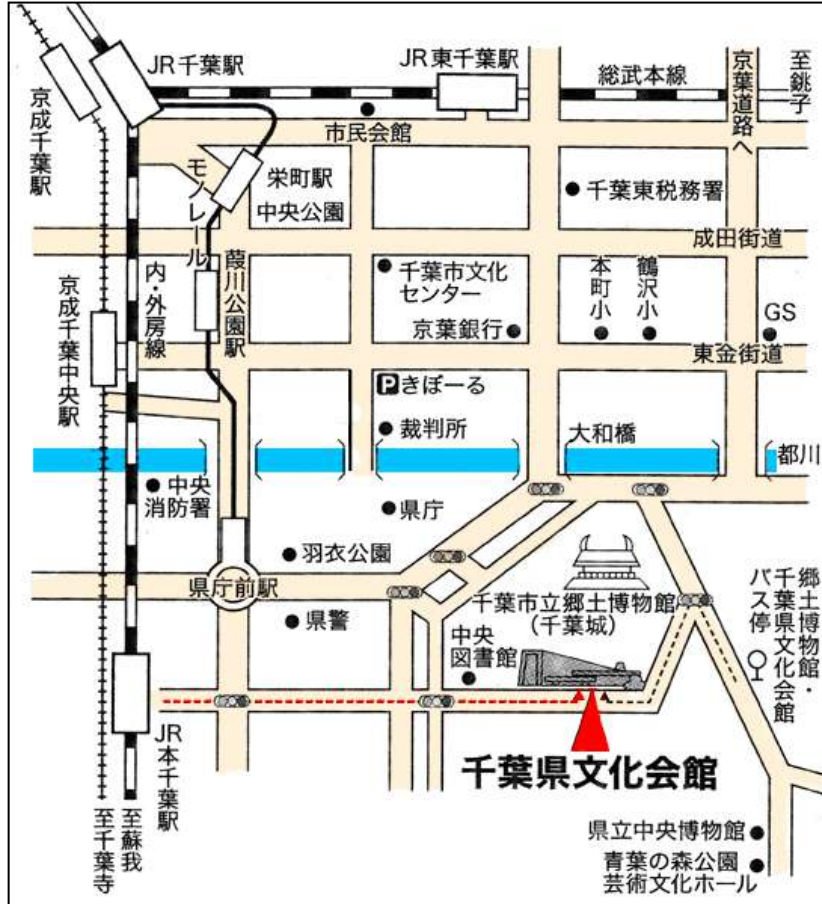 JR千葉駅
JR東千葉駅
総武本線
京葉道路へ
至銚子
京成千葉駅
市民会館
モノレール
栄町駅
中央公園
千葉東税務署
成田街道
内・外房線
葭川公園駅
千葉市文化
センター
本町小
鶴沢小
京葉銀行
GS
東金街道
京成千葉中央駅
P きぼーる
裁判所
大和橋
都川
中央
消防署
県庁
羽衣公園
県庁前駅
千葉市立郷土博物館
(千葉城)
県警
中央
図書館
郷土博物館・
千葉県文化会館
バス停
JR本千葉駅
千葉県文化会館
至千葉寺
至蘇我
県立中央博物館
青葉の森公園
芸術文化ホール